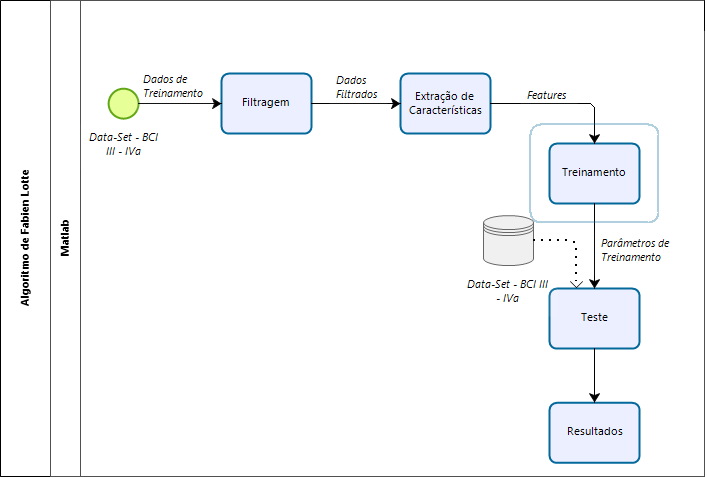 Algoritmo de Fabien Lotte
Matlab
Data-Set - BCI
III - IVa
Dados de
Treinamento
Filtragem
Dados
Filtrados
Extração de
Características
Features
Treinamento
Parâmetros de
Treinamento
Data-Set - BCI III
- IVa
Teste
Resultados